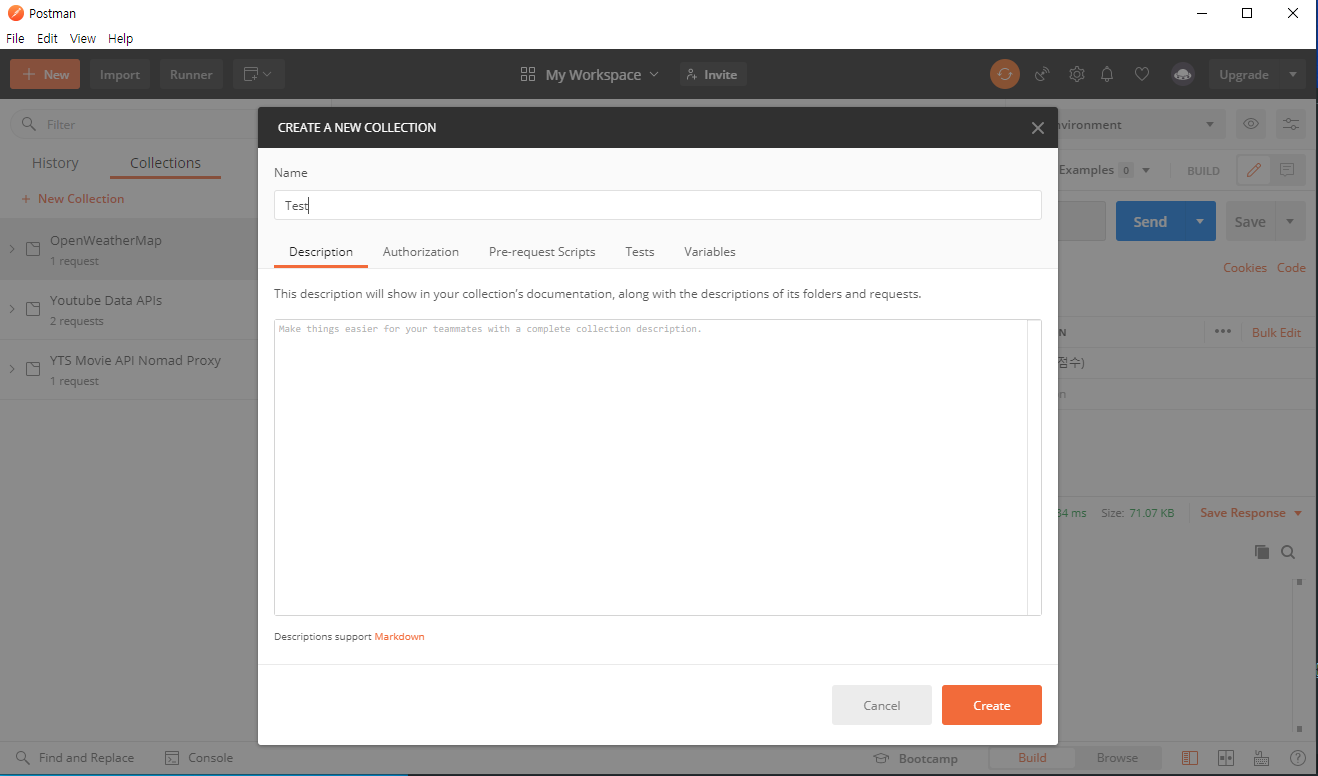 Postman
File Edit View Help
New Import Runner My Workspace Invite Upgrade
Filter
History Collections
New Collection
OpenWeatherMap
1 request
Youtube Data APIs
2 requests
YTS Movie API Nomad Proxy
1 request
CREATE A NEW COLLECTION
Name
Test
Description Authorization Pre-request Scripts Tests Variables
This description will show in your collection's documentation, along with the descriptions of its folders and requests.
Make things easier for your teammates with a complete collection description.
Descriptions support Markdown
Cancel Create
Examples 0 BUILD
Send Save
Cookies Code
Bulk Edit
점수)
ms Size: 71.07 KB Save Response
Find and Replace Console Bootcamp Build Browse